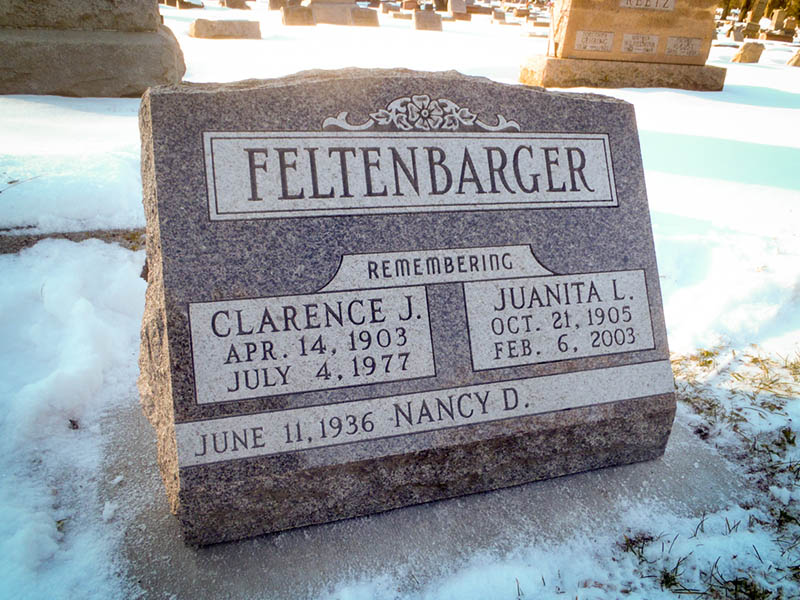 FELTENBARGER
REMEMBERING
CLARENCE J.
APR. 14, 1903
JULY 4, 1977
JUANITA L.
OCT. 21, 1905
FEB. 6, 2003
JUNE 11, 1936 NANCY D.